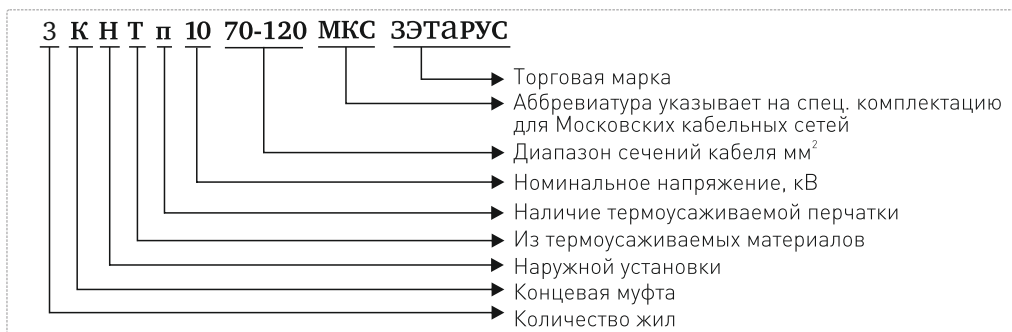 3 К Н Т п 10 70-120 МКС ЗЭТаРУС
Торговая марка
Аббревиатура указывает на спец. комплектацию
для Московских кабельных сетей
Диапазон сечений кабеля мм²
Номинальное напряжение, кВ
Наличие термоусаживаемой перчатки
Из термоусаживаемых материалов
Наружной установки
Концевая муфта
Количество жил